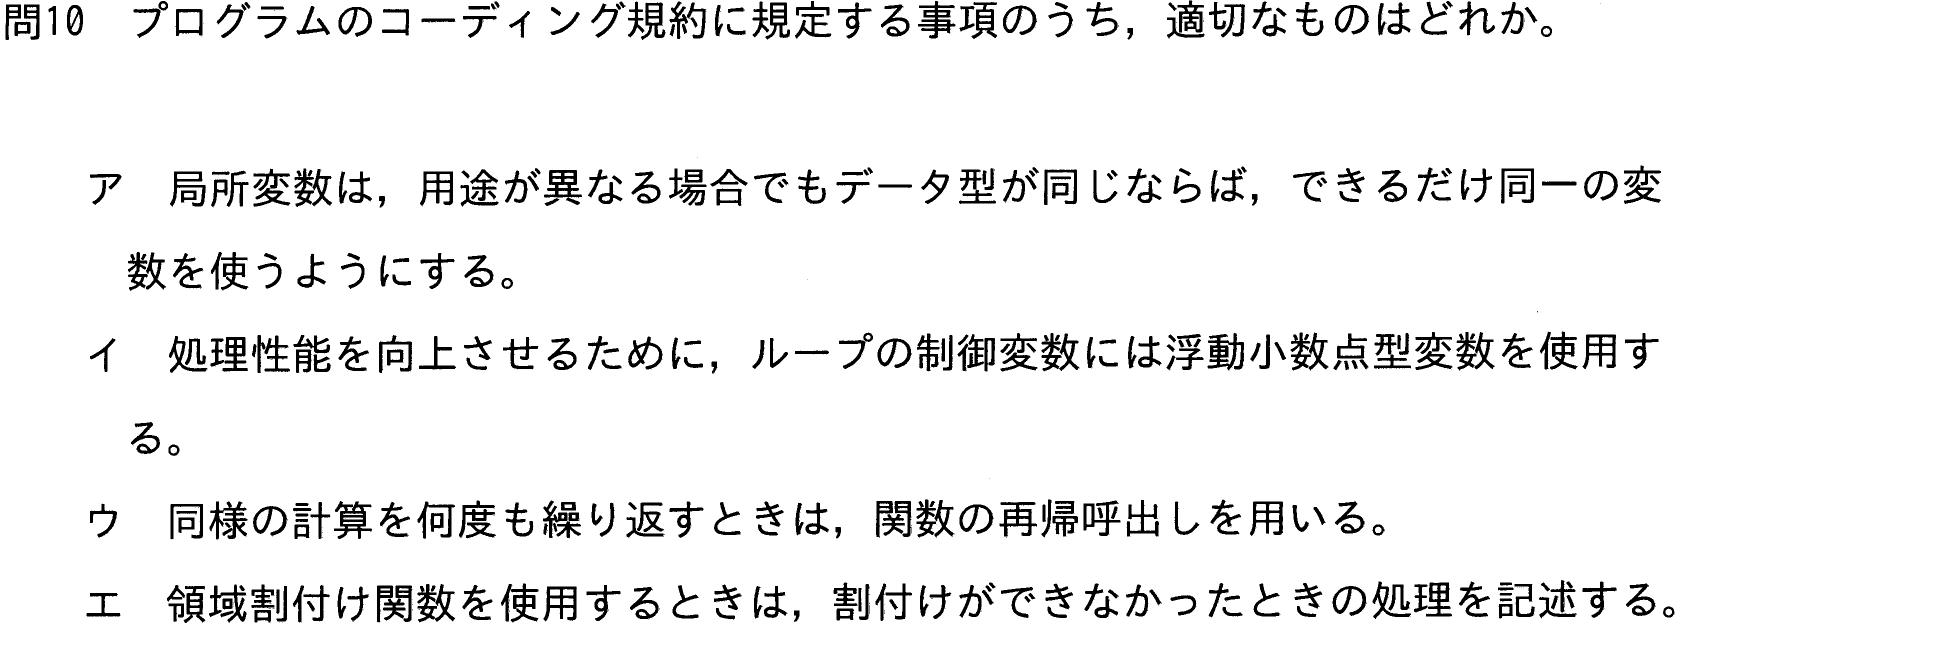 問10 プログラムのコーディング規約に規定する事項のうち，適切なものはどれか。
ア 局所変数は，用途が異なる場合でもデータ型が同じならば，できるだけ同一の変
数を使うようにする。
イ 処理性能を向上させるために，ループの制御変数には浮動小数点型変数を使用す
る。
ウ 同様の計算を何度も繰り返すときは，関数の再帰呼出しを用いる。
エ 領域割付け関数を使用するときは，割付けができなかったときの処理を記述する。